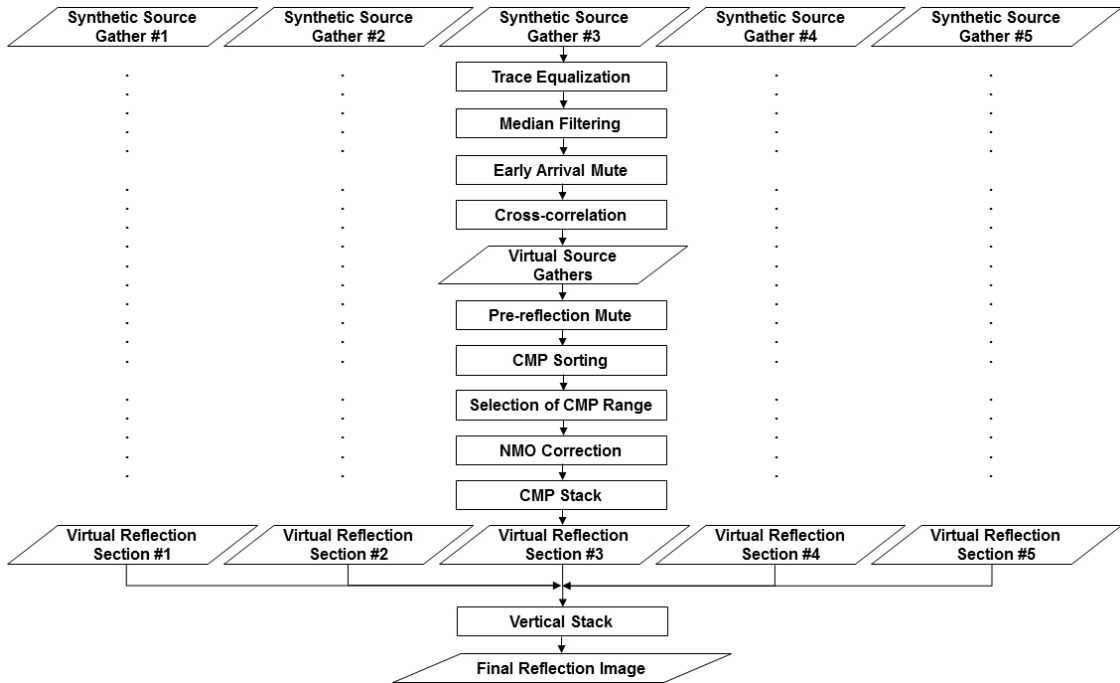 Synthetic Source
Gather #1
Synthetic Source
Gather #2
Synthetic Source
Gather #3
Synthetic Source
Gather #4
Synthetic Source
Gather #5
Trace Equalization
Median Filtering
Early Arrival Mute
Cross-correlation
Virtual Source
Gathers
Pre-reflection Mute
CMP Sorting
Selection of CMP Range
NMO Correction
CMP Stack
Virtual Reflection
Section #1
Virtual Reflection
Section #2
Virtual Reflection
Section #3
Virtual Reflection
Section #4
Virtual Reflection
Section #5
Vertical Stack
Final Reflection Image